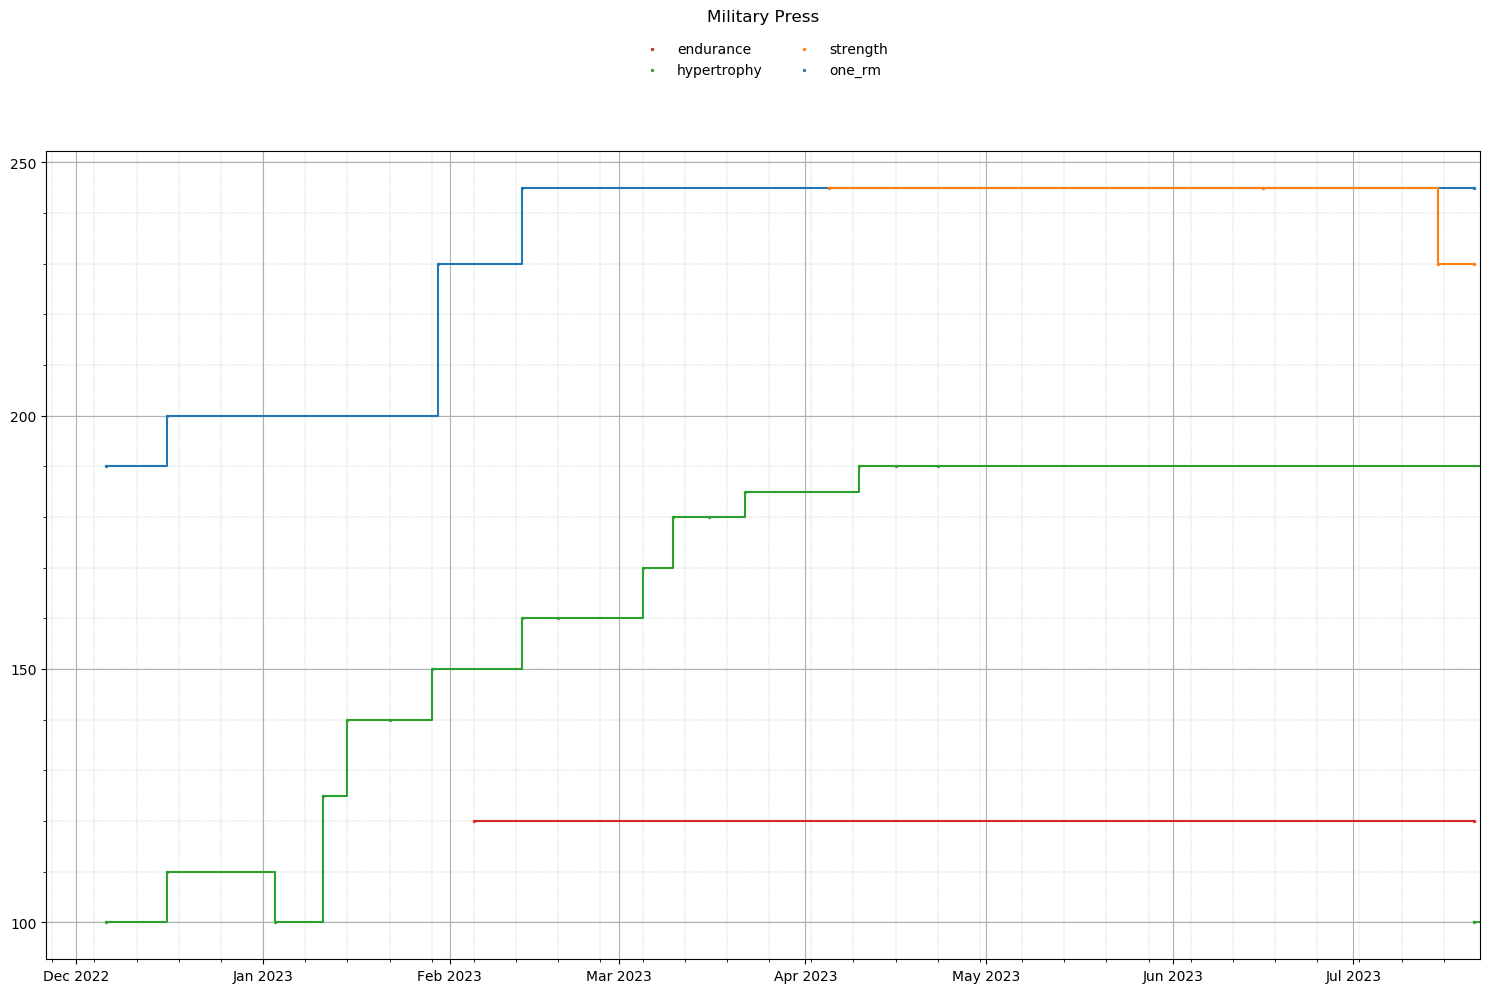 Military Press
endurance strength
hypertrophy one_rm
250
200
150
100
Dec 2022 Jan 2023 Feb 2023 Mar 2023 Apr 2023 May 2023 Jun 2023 Jul 2023